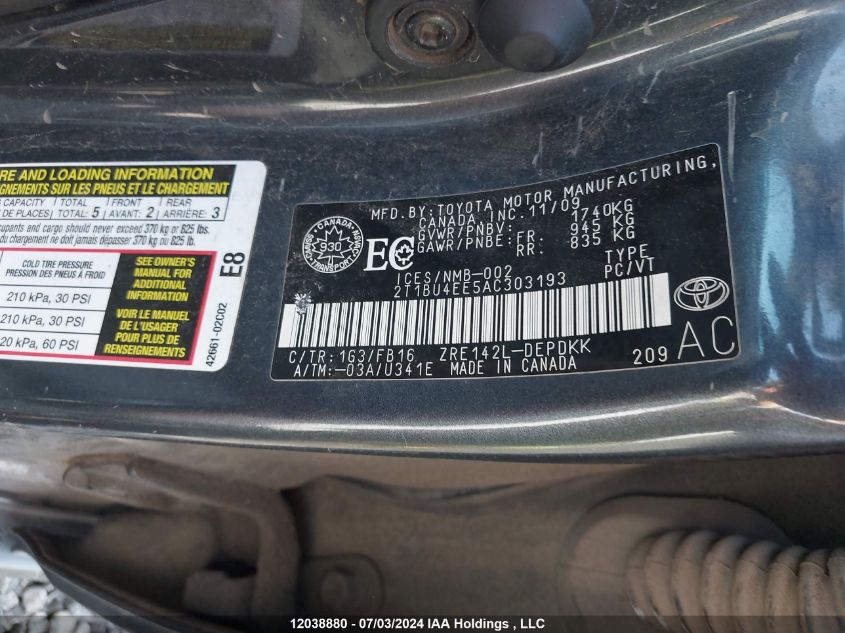 RE AND LOADING INFORMATION
GNEMENTS SUR LES PNEUS ET LE CHARGEMENT
CAPACITY TOTAL FRONT REAR
DE PLACES TOTAL: 5 AVANT: 2 ARRIÈRE: 3
cupants and cargo should never exceed 370 kg or 825 lbs.
du chargement ne doit jamais dépasser 370 kg ou 825 lb.
COLD TIRE PRESSURE
PRESSION DES PNEUS À FROID
210 kPa, 30 PSI
210 kPa, 30 PSI
20 kPa, 60 PSI
SEE OWNER'S
MANUAL FOR
ADDITIONAL
INFORMATION
VOIR LE MANUEL
DE L'USAGER
POUR PLUS DE
RENSEIGNEMENTS
E8
42661-02C02
MFD.BY:TOYOTA MOTOR MANUFACTURING,
CANADA, INC. 11/09
GVWR/PNBV: 1740KG
GAWR/PNBE: FR. 945 KG
RR. 835 KG
CANADA
930
TRANSPORT
EC
ICES/NMB-002
TYPE
PC/VT
2T1BU4EE5AC303193
C/TR: 1G3/FB16 ZRE142L-DEPDKK
A/TM:-03A/U341E MADE IN CANADA
209 AC
12038880 - 07/03/2024 IAA Holdings , LLC